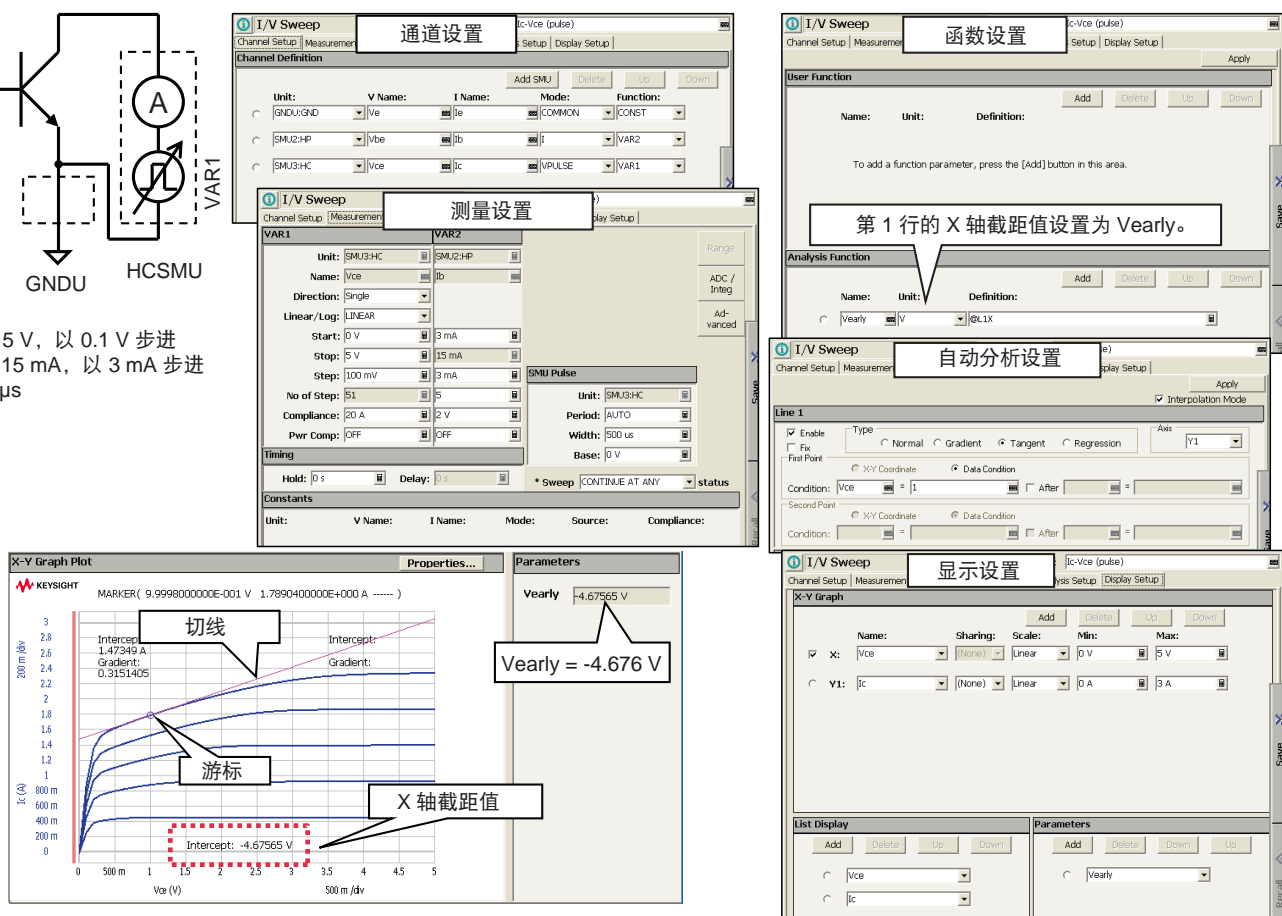 A
VAR1
GNDU
HCSMU
5 V，以 0.1 V 步进
15 mA，以 3 mA 步进
µs
I/V Sweep
通道设置
Ic-Vce (pulse)
Channel Setup
Measuremen
Setup
Display Setup
Channel Definition
Add SMU
Delete
Up
Down
Unit: V Name: I Name: Mode: Function:
GNDU:GND Ve Ie COMMON CONST
SMU2:HP Vbe Ib I VAR2
SMU3:HC Vce Ic VPULSE VAR1
I/V Sweep
测量设置
Channel Setup
Measurement
play Setup
VAR1 VAR2
Unit: SMU3:HC SMU2:HP
Name: Vce Ib
Direction: Single
Linear/Log: LINEAR
Start: 0 V 3 mA
Stop: 5 V 15 mA
Step: 100 mV 3 mA
No of Step: 51 5
Compliance: 20 A 2 V
Pwr Comp: OFF OFF
Range
ADC /
Integ
Ad-
vanced
SMU Pulse
Unit: SMU3:HC
Period: AUTO
Width: 500 us
Base: 0 V
Timing
Hold: 0 s Delay: 0 s
* Sweep CONTINUE AT ANY status
Constants
Unit: V Name: I Name: Mode: Source: Compliance:
Save
Recall
X-Y Graph Plot
Properties...
KEYSIGHT
MARKER( 9.9998000000E-001 V 1.7890400000E+000 A ------ )
切线
Intercept:
1.47349 A
Gradient:
0.3151405
Intercept:
Gradient:
200 m /div
Ic (A)
3
2.8
2.6
2.4
2.2
2
1.8
1.6
1.4
1.2
1
800 m
600 m
400 m
200 m
0
游标
X 轴截距值
Intercept: -4.67565 V
0 500 m 1 1.5 2 2.5 3 3.5 4 4.5 5
Vce (V)
500 m /div
Parameters
Vearly -4.67565 V
Vearly = -4.676 V
I/V Sweep
函数设置
Ic-Vce (pulse)
Channel Setup
Measuremen
Setup
Display Setup
Apply
User Function
Add
Delete
Up
Down
Name: Unit: Definition:
To add a function parameter, press the [Add] button in this area.
第 1 行的 X 轴截距值设置为 Vearly。
Analysis Function
Add
Delete
Up
Down
Name: Unit: Definition:
Vearly V @L1X
Save
I/V Sweep
自动分析设置
Channel Setup
Measurem
splay Setup
Apply
Interpolation Mode
Line 1
Enable
Fix
Type
Normal Gradient Tangent Regression
Axis
Y1
First Point
X-Y Coordinate Data Condition
Condition: Vce = 1 After =
Second Point
X-Y Coordinate Data Condition
Condition: = After =
I/V Sweep
显示设置
Ic-Vce (pulse)
Channel Setup
Measuremen
ysis Setup
Display Setup
X-Y Graph
Add
Delete
Up
Down
Name: Sharing: Scale: Min: Max:
X: Vce (None) Linear 0 V 5 V
Y1: Ic (None) Linear 0 A 3 A
Save
List Display
Add
Delete
Up
Down
Vce
Ic
Parameters
Add
Delete
Down
Up
Vearly
Recall